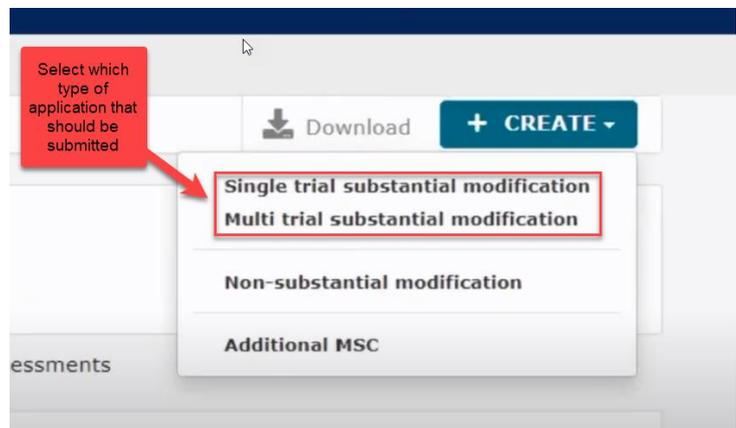 Select which
type of
application that
should be
submitted
Download
+ CREATE
Single trial substantial modification
Multi trial substantial modification
Non-substantial modification
Additional MSC
essments